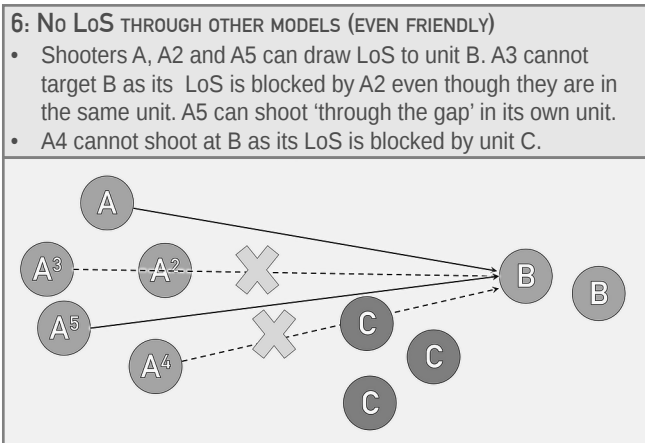 6: No LoS through other models (even friendly)
• Shooters A, A2 and A5 can draw LoS to unit B. A3 cannot
target B as its LoS is blocked by A2 even though they are in
the same unit. A5 can shoot ‘through the gap’ in its own unit.
• A4 cannot shoot at B as its LoS is blocked by unit C.
A
A³
A²
B
B
A⁵
C
A⁴
C
C